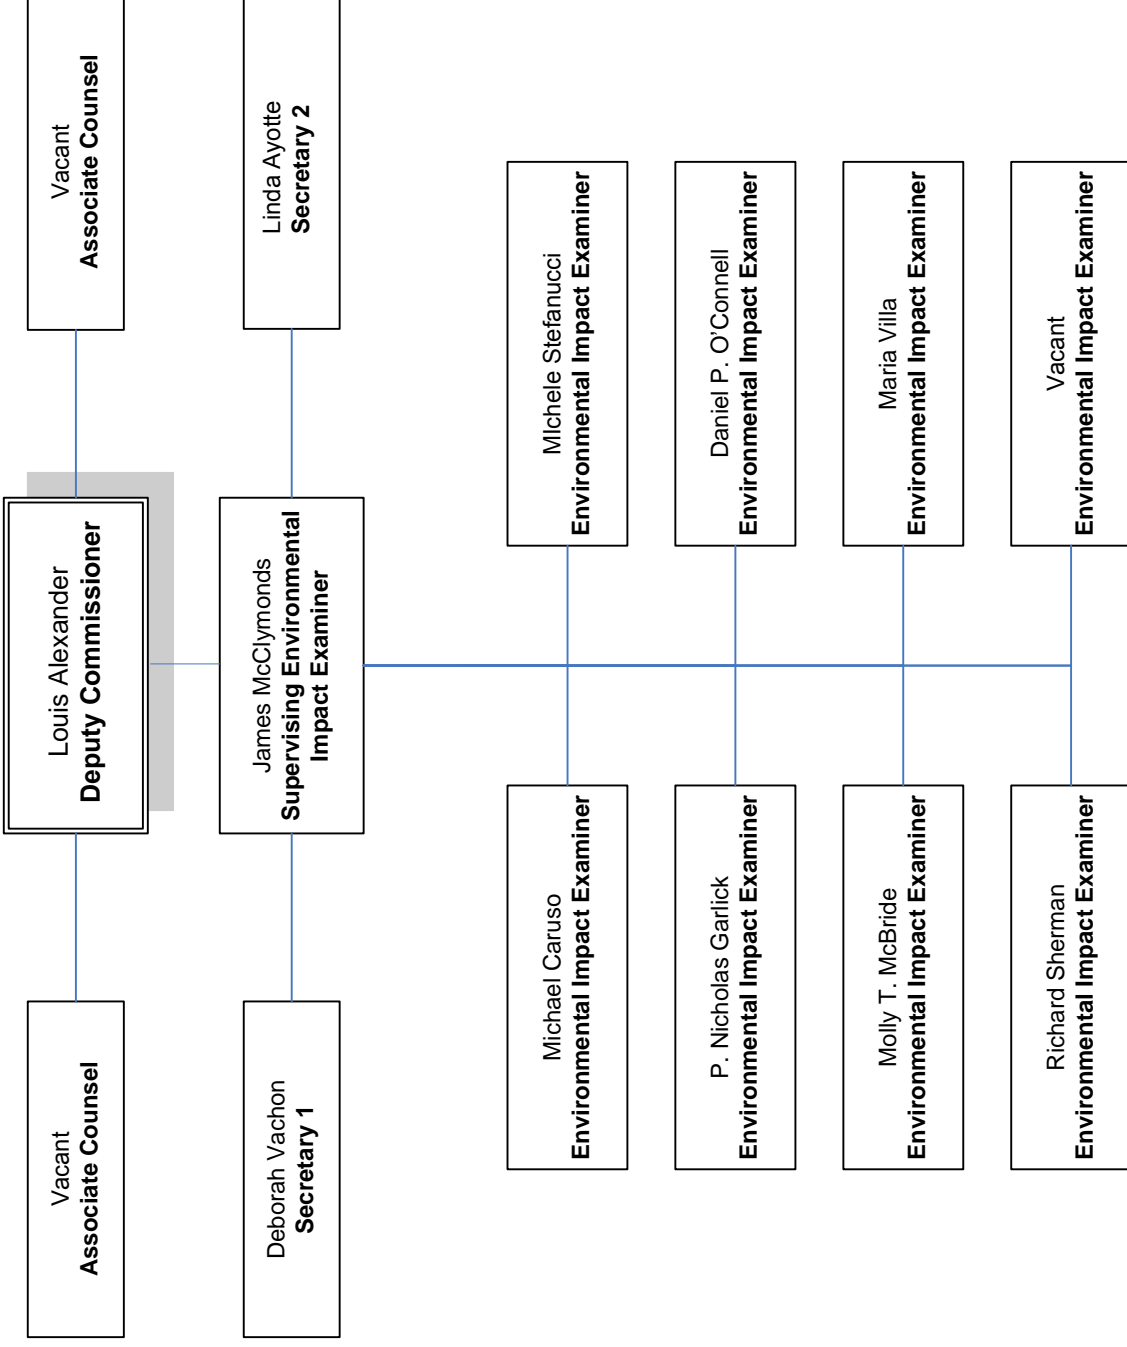 Vacant
Associate Counsel
Louis Alexander
Deputy Commissioner
Vacant
Associate Counsel
Deborah Vachon
Secretary 1
James McClymonds
Supervising Environmental
Impact Examiner
Linda Ayotte
Secretary 2
Michael Caruso
Environmental Impact Examiner
MIchele Stefanucci
Environmental Impact Examiner
P. Nicholas Garlick
Environmental Impact Examiner
Daniel P. O’Connell
Environmental Impact Examiner
Molly T. McBride
Environmental Impact Examiner
Maria Villa
Environmental Impact Examiner
Richard Sherman
Environmental Impact Examiner
Vacant
Environmental Impact Examiner